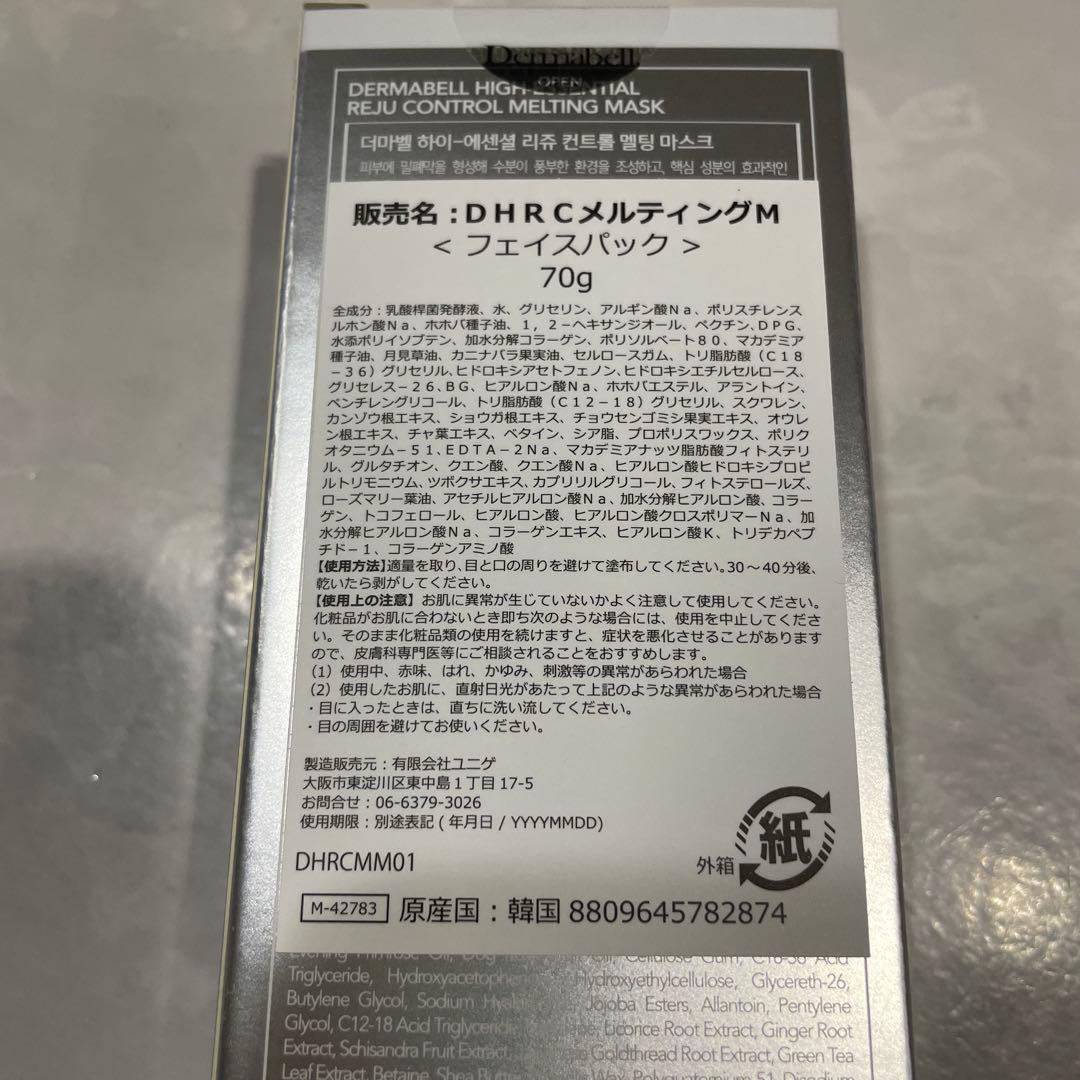 Dermabell
OPEN
DERMABELL HIGH-ESSENTIAL
REJU CONTROL MELTING MASK
더마벨 하이-에센셜 리쥬 컨트롤 멜팅 마스크
피부에 밀폐막을 형성해 수분이 풍부한 환경을 조성하고, 핵심 성분의 효과적인
販売名：ＤＨＲＣメルティングＭ
＜ フェイスパック ＞
70g
全成分：乳酸桿菌発酵液、水、グリセリン、アルギン酸Ｎａ、ポリスチレンス
ルホン酸Ｎａ、ホホバ種子油、１，２－ヘキサンジオール、ペクチン、ＤＰＧ、
水添ポリイソブテン、加水分解コラーゲン、ポリソルベート８０、マカデミア
種子油、月見草油、カニナバラ果実油、セルロースガム、トリ脂肪酸（Ｃ１８
－３６）グリセリル、ヒドロキシアセトフェノン、ヒドロキシエチルセルロース、
グリセレス－２６、ＢＧ、ヒアルロン酸Ｎａ、ホホバエステル、アラントイン、
ペンチレングリコール、トリ脂肪酸（Ｃ１２－１８）グリセリル、スクワレン、
カンゾウ根エキス、ショウガ根エキス、チョウセンゴミシ果実エキス、オウレ
ン根エキス、チャ葉エキス、ベタイン、シア脂、プロポリスワックス、ポリク
オタニウム－５１、ＥＤＴＡ－２Ｎａ、マカデミアナッツ脂肪酸フィトステリ
ル、グルタチオン、クエン酸、クエン酸Ｎａ、ヒアルロン酸ヒドロキシプロピ
ルトリモニウム、ツボクサエキス、カプリリルグリコール、フィトステロールズ、
ローズマリー葉油、アセチルヒアルロン酸Ｎａ、加水分解ヒアルロン酸、コラー
ゲン、トコフェロール、ヒアルロン酸、ヒアルロン酸クロスポリマーＮａ、加
水分解ヒアルロン酸Ｎａ、コラーゲンエキス、ヒアルロン酸Ｋ、トリデカペプ
チド－１、コラーゲンアミノ酸
【使用方法】適量を取り、目と口の周りを避けて塗布してください。30～40分後、
乾いたら剥がしてください。
【使用上の注意】お肌に異常が生じていないかよく注意して使用してください。
化粧品がお肌に合わないとき即ち次のような場合には、使用を中止してくださ
い。そのまま化粧品類の使用を続けますと、症状を悪化させることがあります
ので、皮膚科専門医等にご相談されることをおすすめします。
（1）使用中、赤味、はれ、かゆみ、刺激等の異常があらわれた場合
（2）使用したお肌に、直射日光があたって上記のような異常があらわれた場合
・目に入ったときは、直ちに洗い流してください。
・目の周囲を避けてお使いください。
製造販売元：有限会社ユニゲ
大阪市東淀川区東中島１丁目17-5
お問合せ：06-6379-3026
使用期限：別途表記 ( 年月日 / YYYYMMDD)
DHRCMM01
外箱 紙
M-42783 原産国：韓国 8809645782874
Evening Primrose Oil, Cellulose Gum, C18-36 Acid
Triglyceride, Hydroxyacetophen Hydroxyethylcellulose, Glycereth-26,
Butylene Glycol, Sodium Jojoba Esters, Allantoin, Pentylene
Glycol, C12-18 Acid Triglyceride Licorice Root Extract, Ginger Root
Extract, Schisandra Fruit Extract, Goldthread Root Extract, Green Tea
Leaf Extract, Betaine, Shea Wax, Polyquaternium-51, Disodium